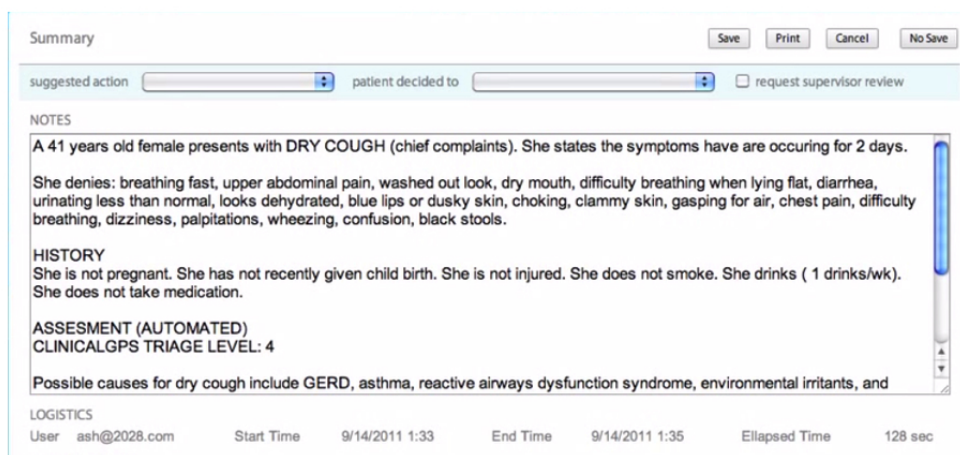 Summary Save Print Cancel No Save
suggested action patient decided to request supervisor review
NOTES
A 41 years old female presents with DRY COUGH (chief complaints). She states the symptoms have are occuring for 2 days.
She denies: breathing fast, upper abdominal pain, washed out look, dry mouth, difficulty breathing when lying flat, diarrhea,
urinating less than normal, looks dehydrated, blue lips or dusky skin, choking, clammy skin, gasping for air, chest pain, difficulty
breathing, dizziness, palpitations, wheezing, confusion, black stools.
HISTORY
She is not pregnant. She has not recently given child birth. She is not injured. She does not smoke. She drinks ( 1 drinks/wk).
She does not take medication.
ASSESMENT (AUTOMATED)
CLINICALGPS TRIAGE LEVEL: 4
Possible causes for dry cough include GERD, asthma, reactive airways dysfunction syndrome, environmental irritants, and
LOGISTICS
User ash@2028.com Start Time 9/14/2011 1:33 End Time 9/14/2011 1:35 Ellapsed Time 128 sec